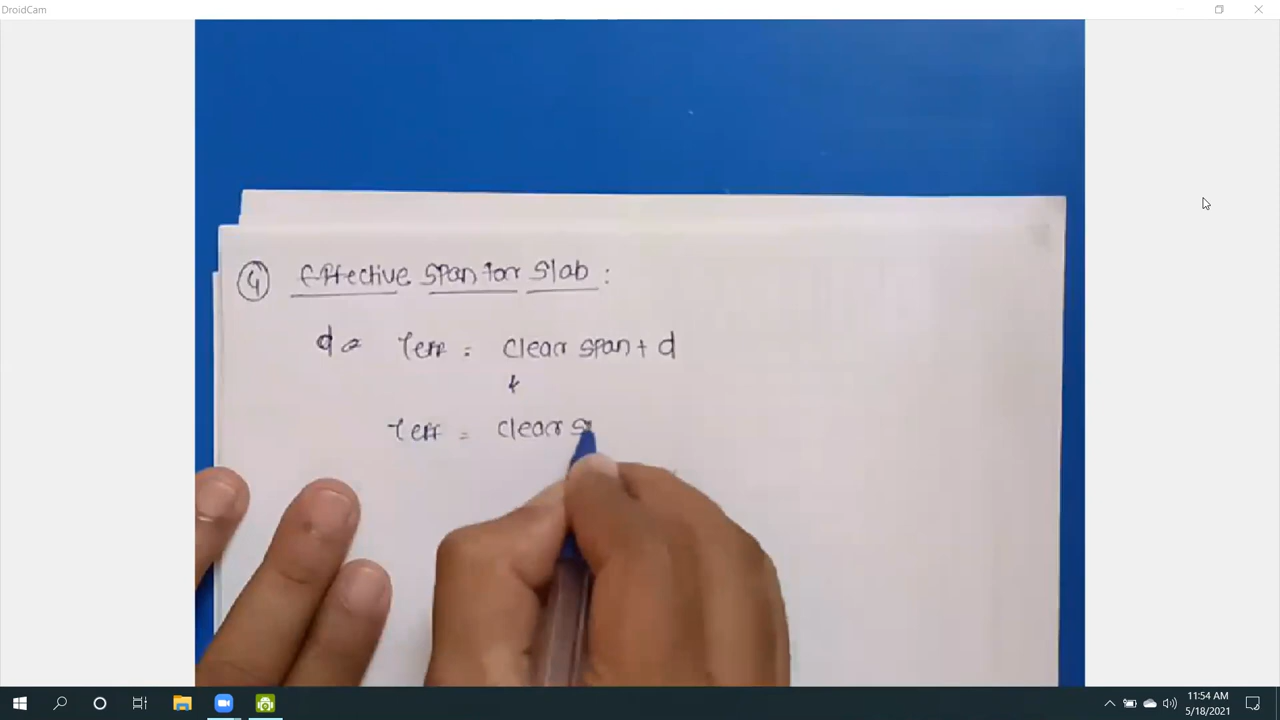 DroidCam
4 Effective Span for Slab :
d leff = clear span + d
&
leff = clear s
11:54 AM
5/18/2021